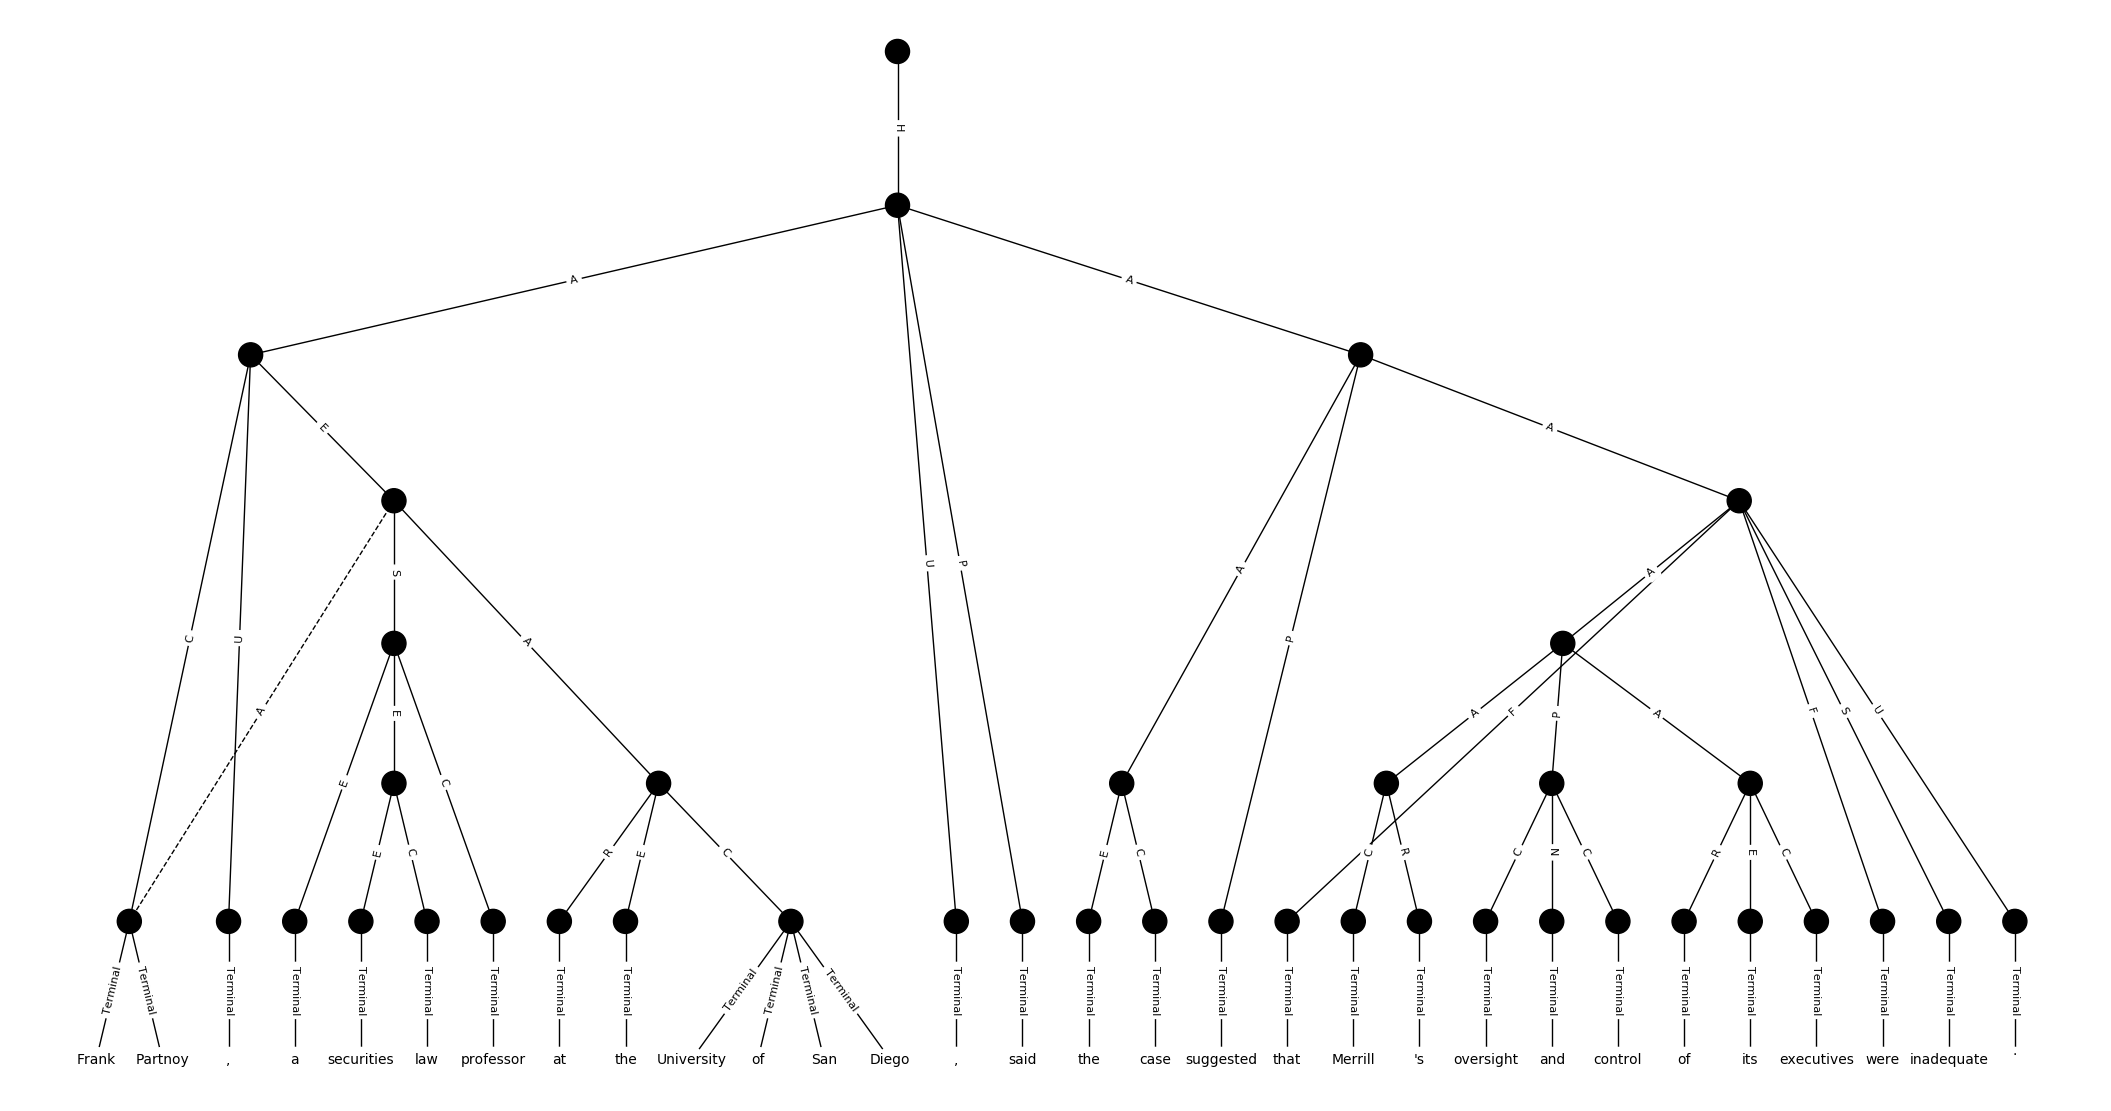 H
A A
E A
C U S A U P A P A
A E A P A F F S U
E C E C R E C E C C R C N C R E C
Terminal Terminal Terminal Terminal Terminal Terminal Terminal Terminal Terminal Terminal Terminal Terminal Terminal Terminal Terminal Terminal Terminal Terminal Terminal Terminal Terminal Terminal Terminal Terminal Terminal Terminal Terminal Terminal Terminal Terminal
Frank Partnoy , a securities law professor at the University of San Diego , said the case suggested that Merrill 's oversight and control of its executives were inadequate .